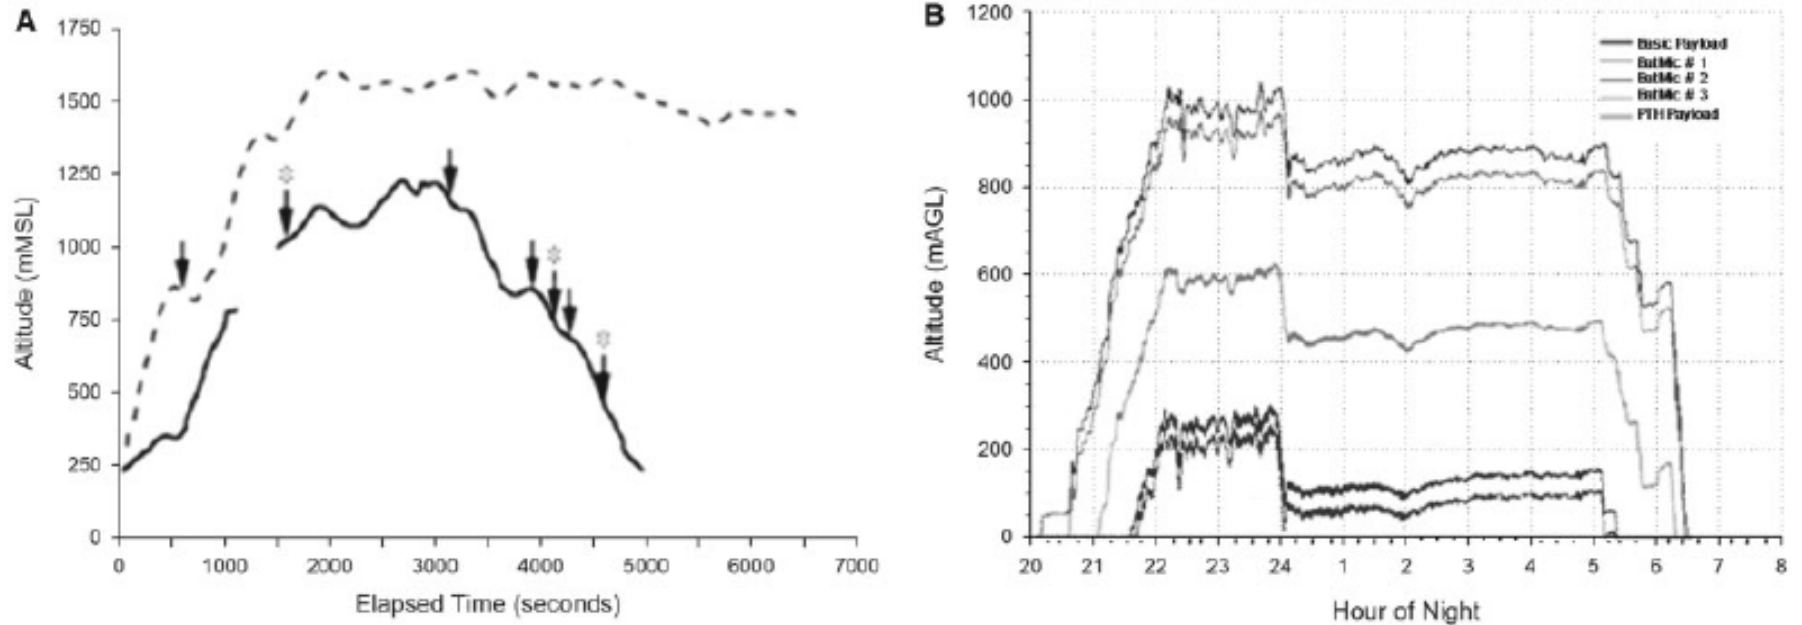 A
1750
1500
1250
1000
750
500
250
0
0 1000 2000 3000 4000 5000 6000 7000
Altitude (mMSL)
Elapsed Time (seconds)
B
1200
1000
800
600
400
200
0
20 21 22 23 24 1 2 3 4 5 6 7 8
Altitude (mAGL)
Hour of Night
Basic Payload
BatMic # 1
BatMic # 2
BatMic # 3
PTH Payload